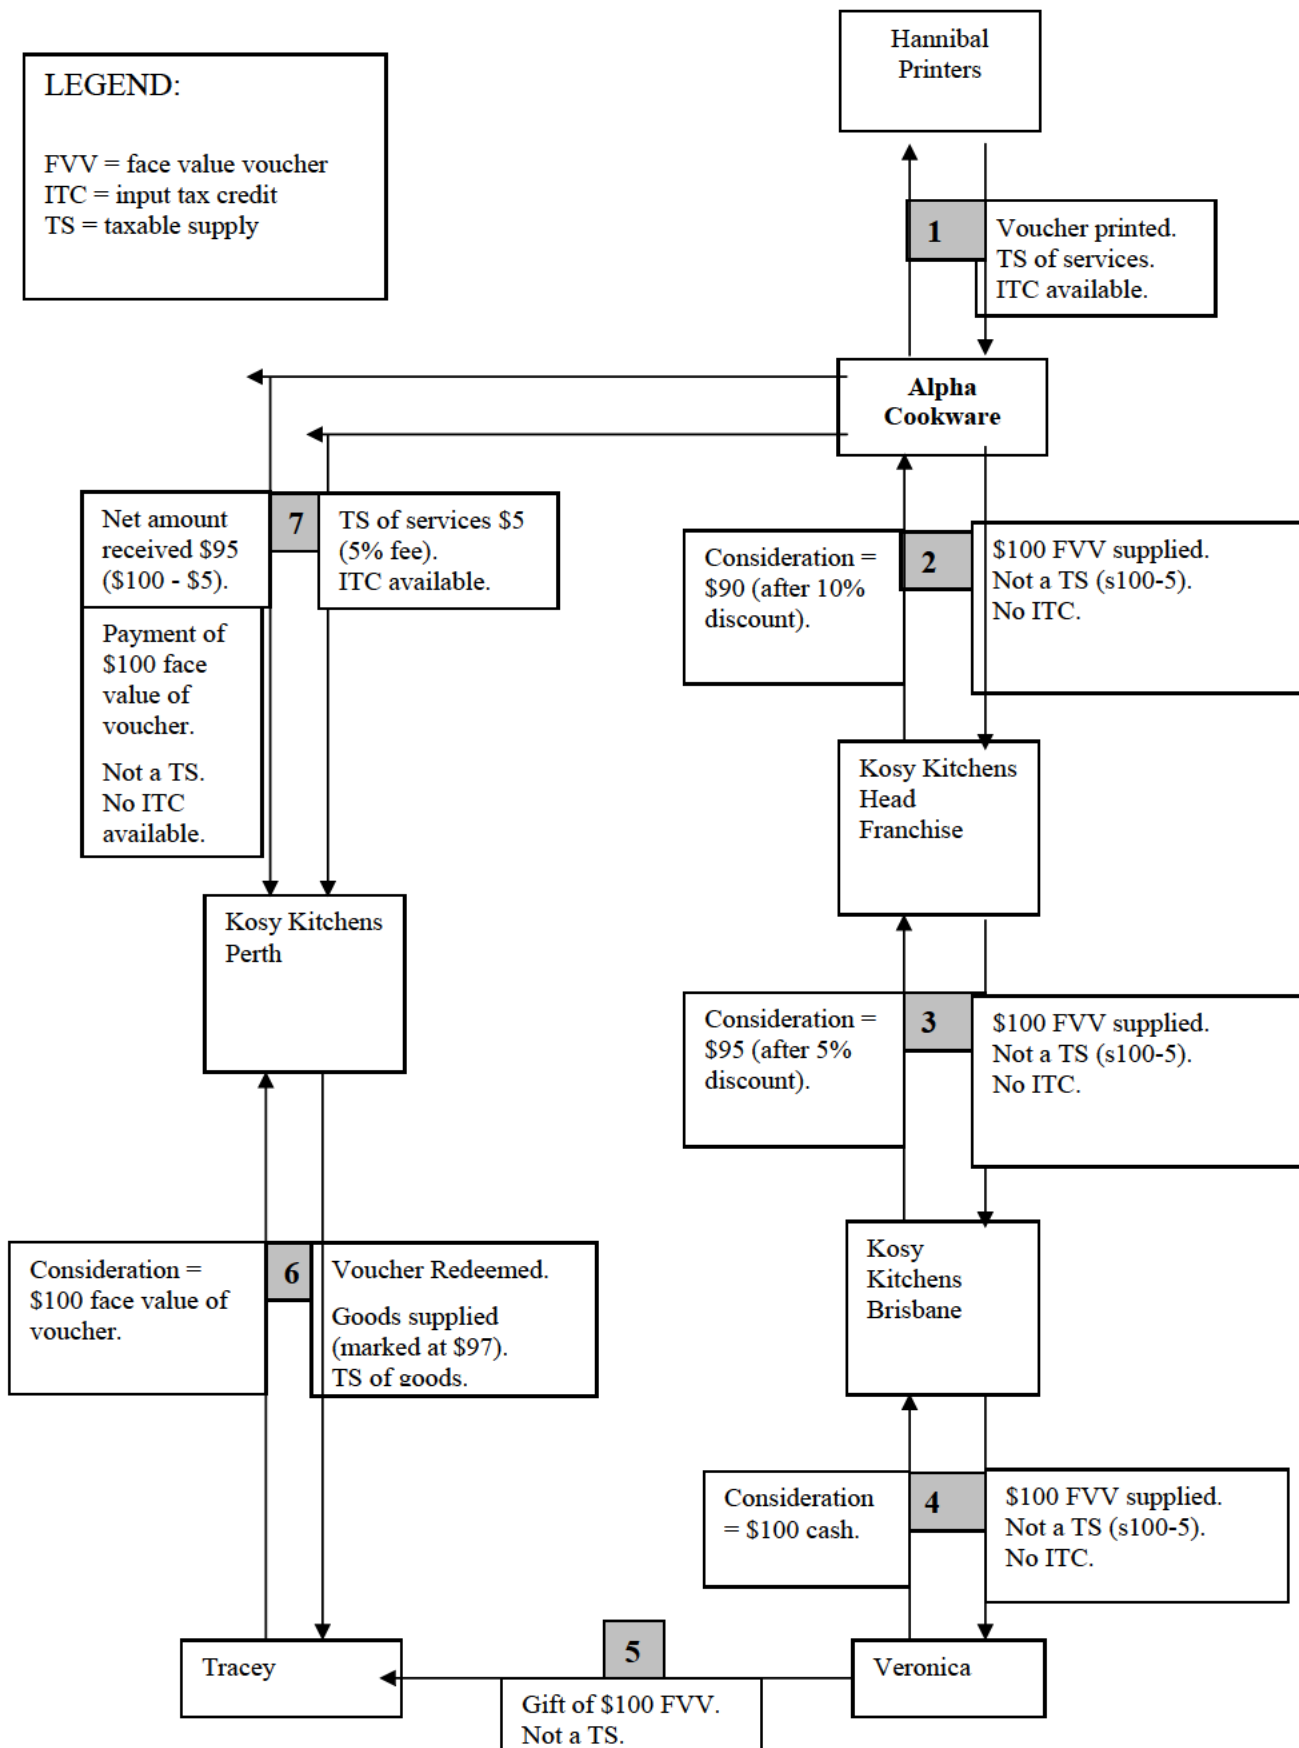 Hannibal
Printers
LEGEND:
FVV = face value voucher
ITC = input tax credit
TS = taxable supply
1
Voucher printed.
TS of services.
ITC available.
Alpha
Cookware
Net amount
received $95
($100 - $5).
7
TS of services $5
(5% fee).
ITC available.
Payment of
$100 face
value of
voucher.
Not a TS.
No ITC
available.
Consideration =
$90 (after 10%
discount).
2
$100 FVV supplied.
Not a TS (s100-5).
No ITC.
Kosy Kitchens
Head
Franchise
Kosy Kitchens
Perth
Consideration =
$95 (after 5%
discount).
3
$100 FVV supplied.
Not a TS (s100-5).
No ITC.
Consideration =
$100 face value of
voucher.
6
Voucher Redeemed.
Goods supplied
(marked at $97).
TS of goods.
Kosy
Kitchens
Brisbane
Consideration
= $100 cash.
4
$100 FVV supplied.
Not a TS (s100-5).
No ITC.
Tracey
5
Veronica
Gift of $100 FVV.
Not a TS.